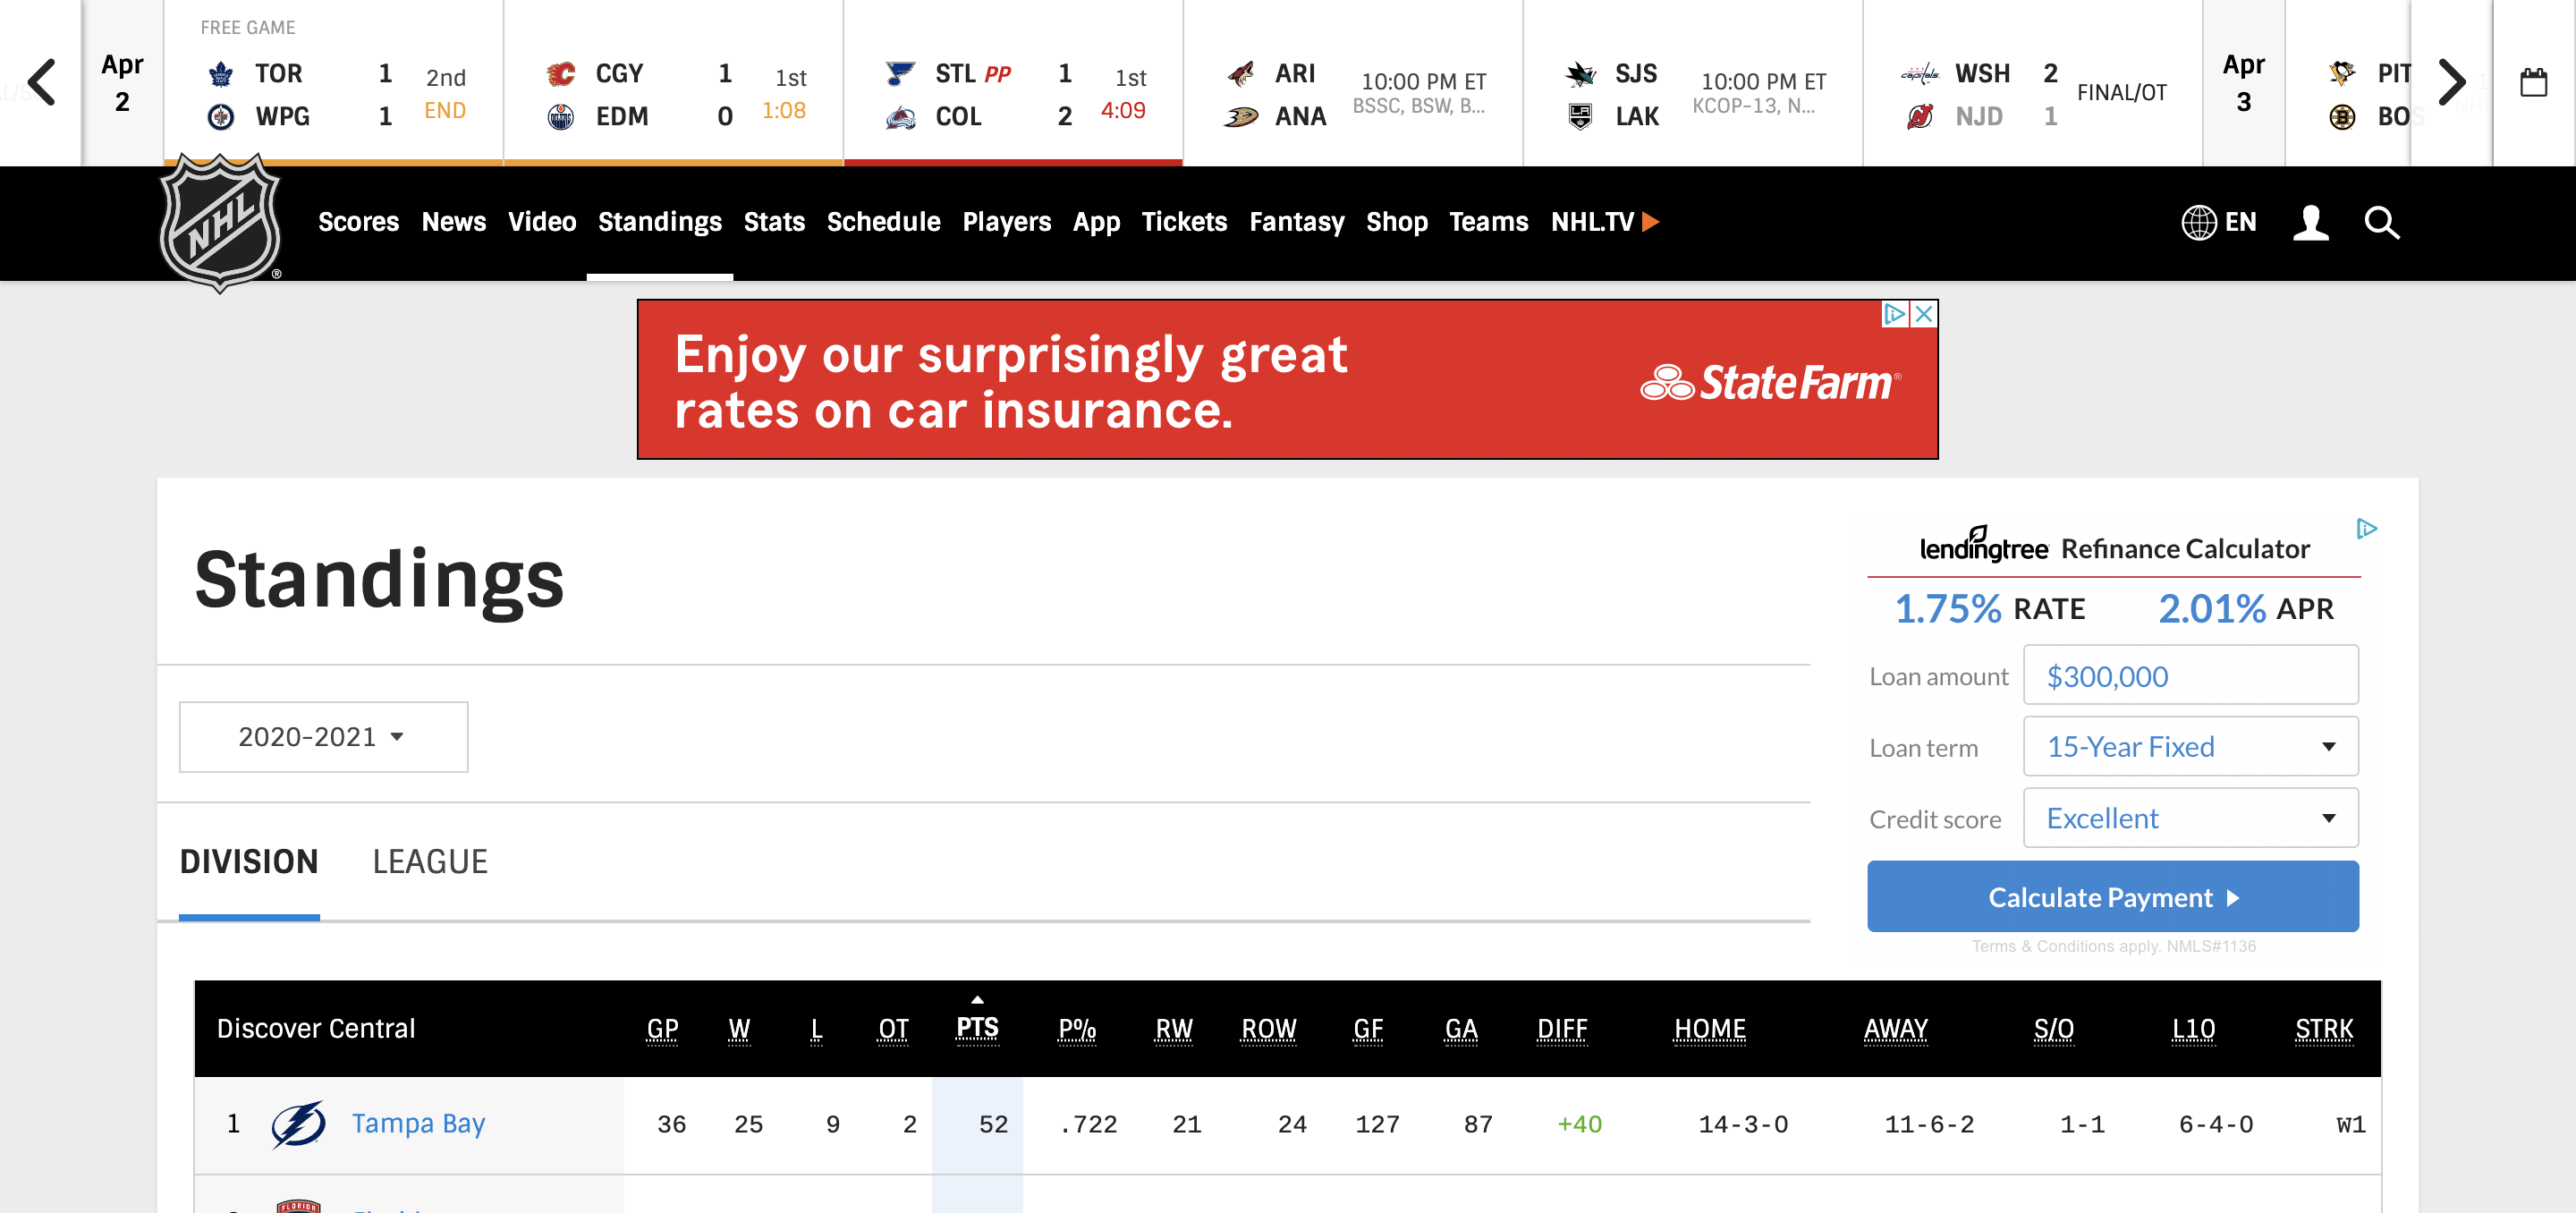 FREE GAME
Apr 2
TOR 1 2nd
WPG 1 END
CGY 1 1st
EDM 0 1:08
STL PP 1 1st
COL 2 4:09
ARI 10:00 PM ET
ANA BSSC, BSW, B...
SJS 10:00 PM ET
LAK KCOP-13, N...
WSH 2 FINAL/OT
NJD 1
Apr 3
PIT
BOS
NHL
Scores News Video Standings Stats Schedule Players App Tickets Fantasy Shop Teams NHL.TV EN
Enjoy our surprisingly great
rates on car insurance.
StateFarm®
Standings
2020-2021
DIVISION LEAGUE
lendingtree Refinance Calculator
1.75% RATE 2.01% APR
Loan amount $300,000
Loan term 15-Year Fixed
Credit score Excellent
Calculate Payment
Terms & Conditions apply. NMLS#1136
Discover Central GP W L OT PTS P% RW ROW GF GA DIFF HOME AWAY S/O L10 STRK
1 Tampa Bay 36 25 9 2 52 .722 21 24 127 87 +40 14-3-0 11-6-2 1-1 6-4-0 W1
FLORIDA